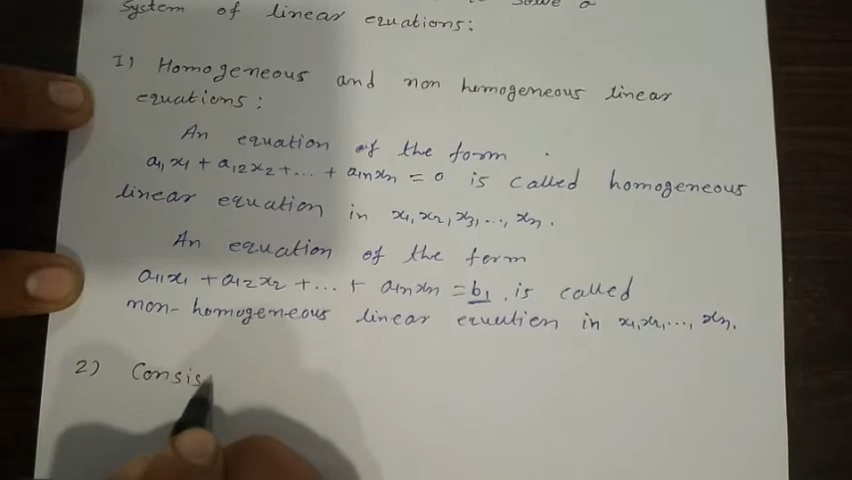 solve a
System of linear equations:
1) Homogeneous and non homogeneous linear
equations:
An equation of the form
a₁₁x₁ + a₁₂x₂ + ... + a₁ₙxₙ = 0 is called homogeneous
linear equation in x₁, x₂, x₃, ..., xₙ.
An equation of the form
a₁₁x₁ + a₁₂x₂ + ... + a₁ₙxₙ = b₁ . is called
non-homogeneous linear equation in x₁, x₂, ..., xₙ.
2) Consis